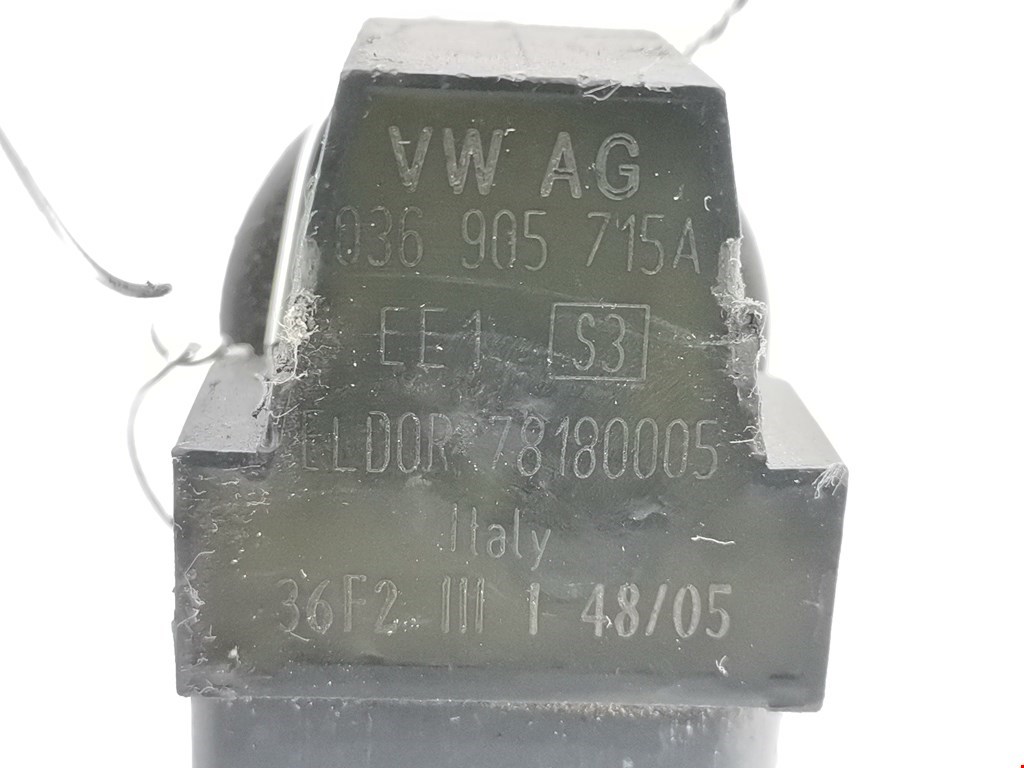 VW AG
036 905 715A
EE1 S3
ELDOR 78180005
Italy
36F2 III 1 48/05